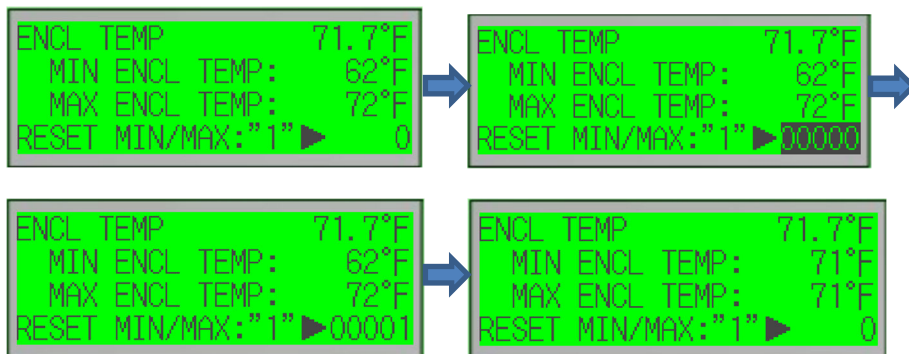 ENCL TEMP 71.7°F
MIN ENCL TEMP: 62°F
MAX ENCL TEMP: 72°F
RESET MIN/MAX:”1”▶ 0
ENCL TEMP 71.7°F
MIN ENCL TEMP: 62°F
MAX ENCL TEMP: 72°F
RESET MIN/MAX:”1”▶00000
ENCL TEMP 71.7°F
MIN ENCL TEMP: 62°F
MAX ENCL TEMP: 72°F
RESET MIN/MAX:”1”▶00001
ENCL TEMP 71.7°F
MIN ENCL TEMP: 71°F
MAX ENCL TEMP: 71°F
RESET MIN/MAX:”1”▶ 0